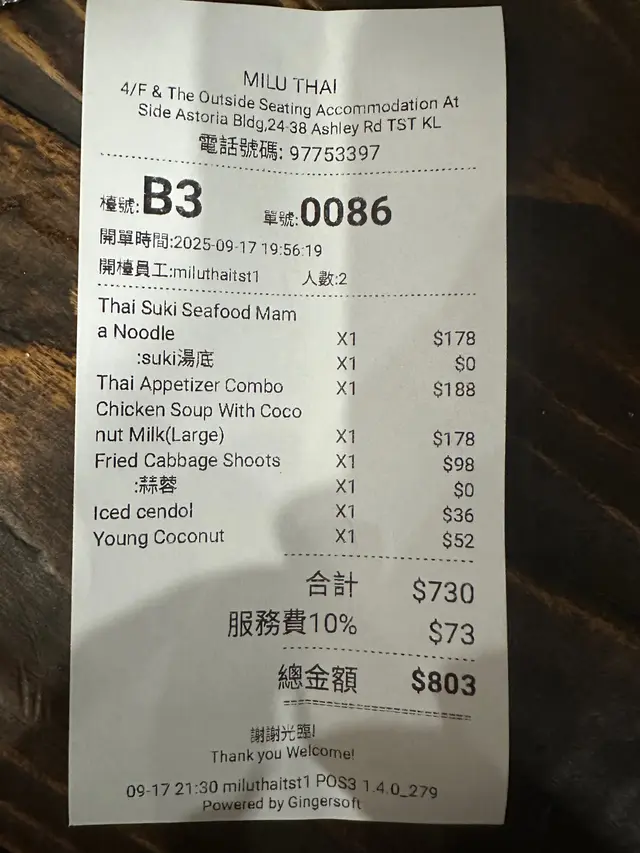 MILU THAI
4/F & The Outside Seating Accommodation At
Side Astoria Bldg,24-38 Ashley Rd TST KL
電話號碼: 97753397
檯號:B3 單號:0086
開單時間:2025-09-17 19:56:19
開檯員工:miluthaitst1 人數:2
Thai Suki Seafood Mam
a Noodle X1 $178
:suki湯底 X1 $0
Thai Appetizer Combo X1 $188
Chicken Soup With Coco
nut Milk(Large) X1 $178
Fried Cabbage Shoots X1 $98
:蒜蓉 X1 $0
Iced cendol X1 $36
Young Coconut X1 $52
合計 $730
服務費10% $73
總金額 $803
謝謝光臨!
Thank you Welcome!
09-17 21:30 miluthaitst1 POS3 1.4.0_279
Powered by Gingersoft